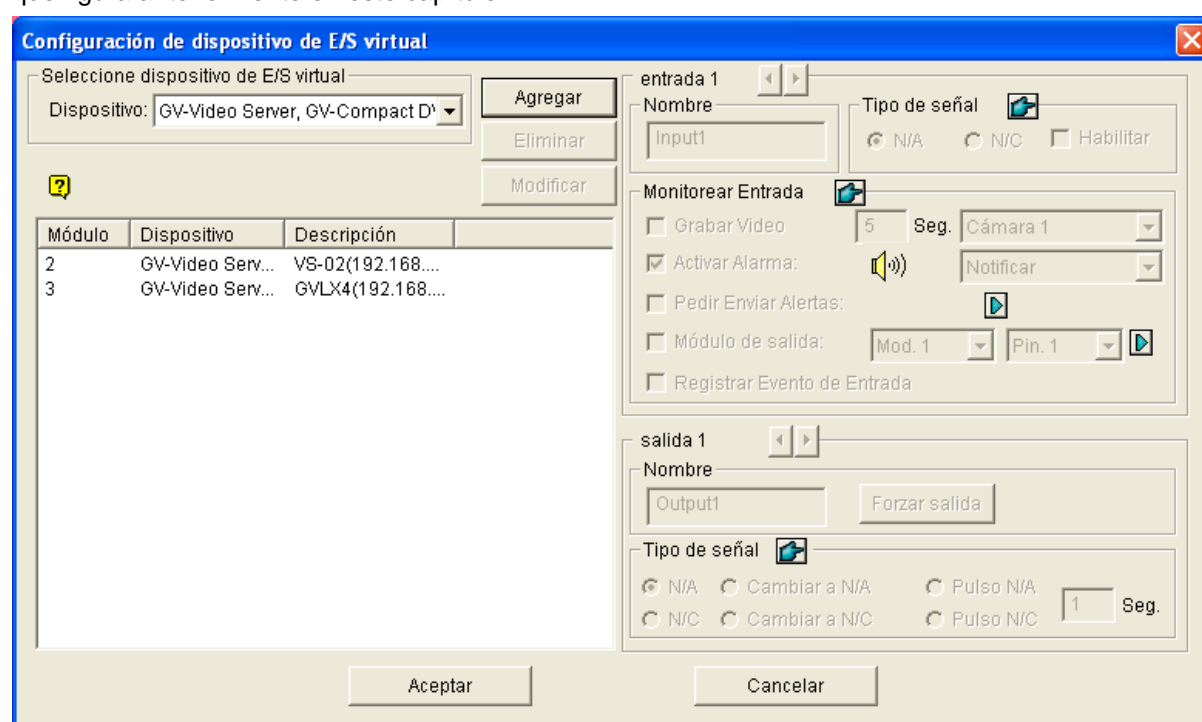 Configuración de dispositivo de E/S virtual
Seleccione dispositivo de E/S virtual
Dispositivo: GV-Video Server, GV-Compact D
Agregar
Eliminar
Modificar
Módulo Dispositivo Descripción
2 GV-Video Serv... VS-02(192.168....
3 GV-Video Serv... GVLX4(192.168....
entrada 1
Nombre
Input1
Tipo de señal
N/A N/C Habilitar
Monitorear Entrada
Grabar Video 5 Seg. Cámara 1
Activar Alarma: Notificar
Pedir Enviar Alertas:
Módulo de salida: Mod. 1 Pin. 1
Registrar Evento de Entrada
salida 1
Nombre
Output1 Forzar salida
Tipo de señal
N/A Cambiar a N/A Pulso N/A
N/C Cambiar a N/C Pulso N/C
1 Seg.
Aceptar Cancelar